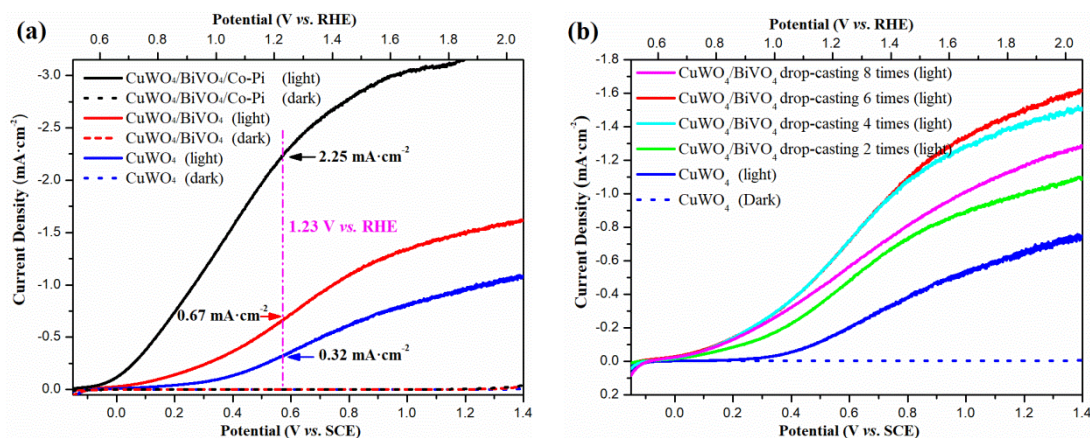 (a)
Potential (V vs. RHE)
0.6 0.8 1.0 1.2 1.4 1.6 1.8 2.0
-3.0
-2.5
-2.0
-1.5
-1.0
-0.5
0.0
Current Density (mA·cm⁻²)
CuWO₄/BiVO₄/Co-Pi (light)
CuWO₄/BiVO₄/Co-Pi (dark)
CuWO₄/BiVO₄ (light)
CuWO₄/BiVO₄ (dark)
CuWO₄ (light)
CuWO₄ (dark)
2.25 mA·cm⁻²
1.23 V vs. RHE
0.67 mA·cm⁻²
0.32 mA·cm⁻²
0.0 0.2 0.4 0.6 0.8 1.0 1.2 1.4
Potential (V vs. SCE)
(b)
Potential (V vs. RHE)
0.6 0.8 1.0 1.2 1.4 1.6 1.8 2.0
-1.8
-1.6
-1.4
-1.2
-1.0
-0.8
-0.6
-0.4
-0.2
0.0
0.2
Current Density (mA·cm⁻²)
CuWO₄/BiVO₄ drop-casting 8 times (light)
CuWO₄/BiVO₄ drop-casting 6 times (light)
CuWO₄/BiVO₄ drop-casting 4 times (light)
CuWO₄/BiVO₄ drop-casting 2 times (light)
CuWO₄ (light)
CuWO₄ (Dark)
0.0 0.2 0.4 0.6 0.8 1.0 1.2 1.4
Potential (V vs. SCE)